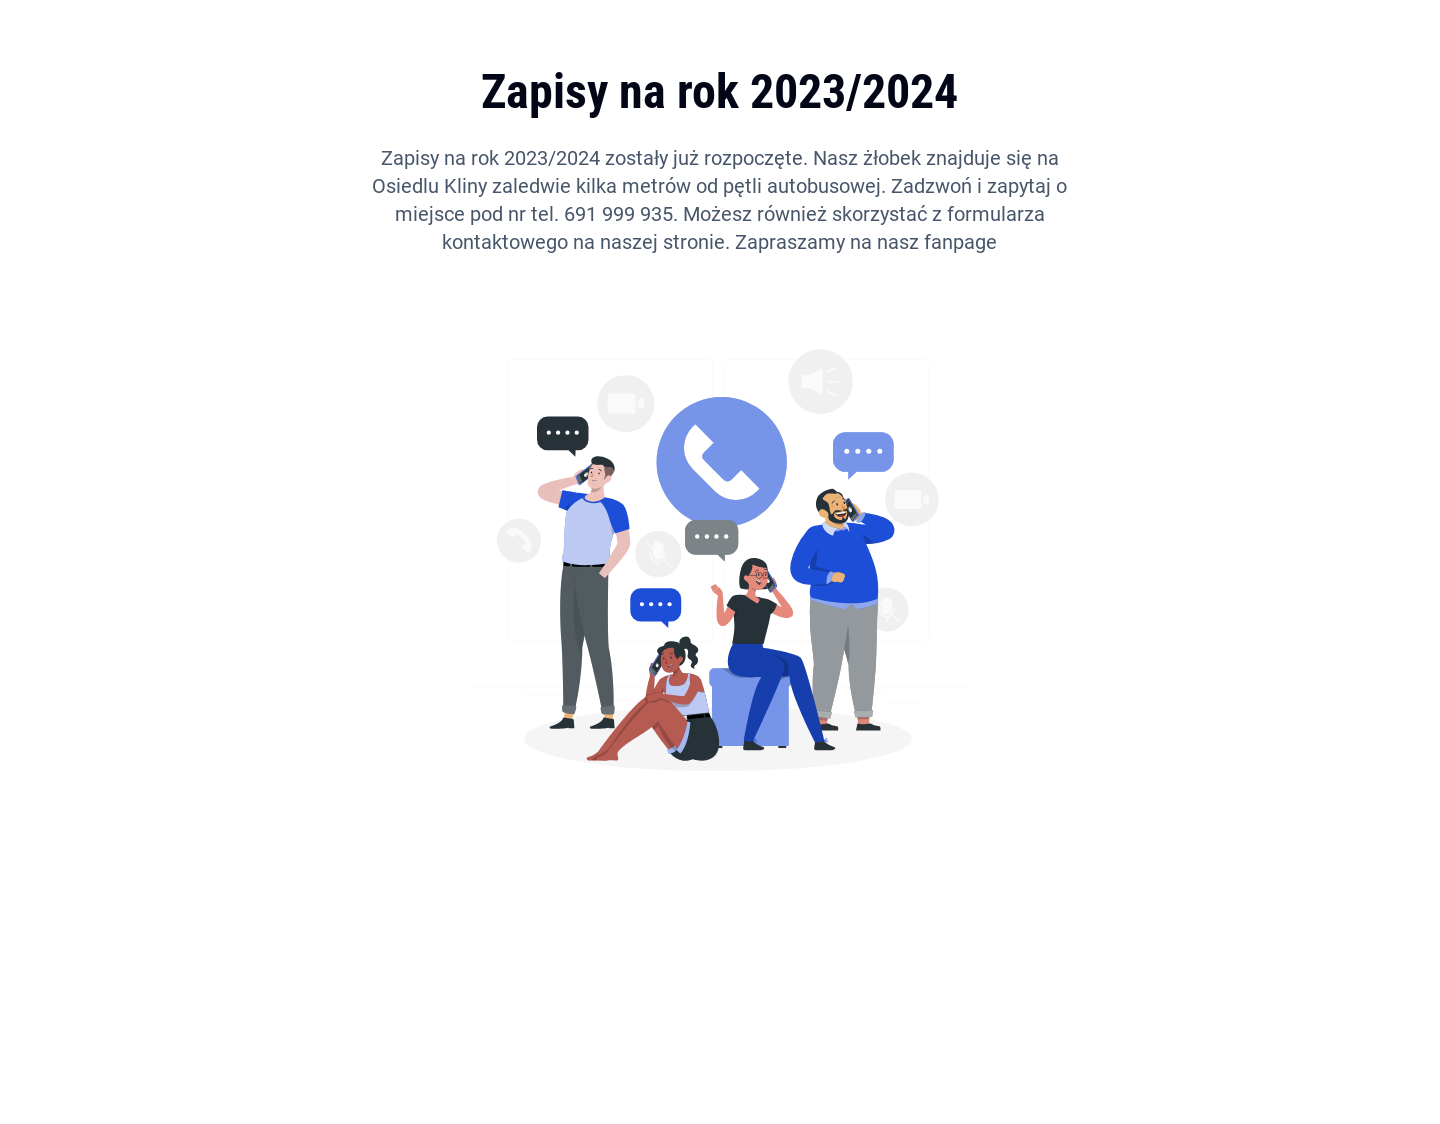 Zapisy na rok 2023/2024
Zapisy na rok 2023/2024 zostały już rozpoczęte. Nasz żłobek znajduje się na
Osiedlu Kliny zaledwie kilka metrów od pętli autobusowej. Zadzwoń i zapytaj o
miejsce pod nr tel. 691 999 935. Możesz również skorzystać z formularza
kontaktowego na naszej stronie. Zapraszamy na nasz fanpage